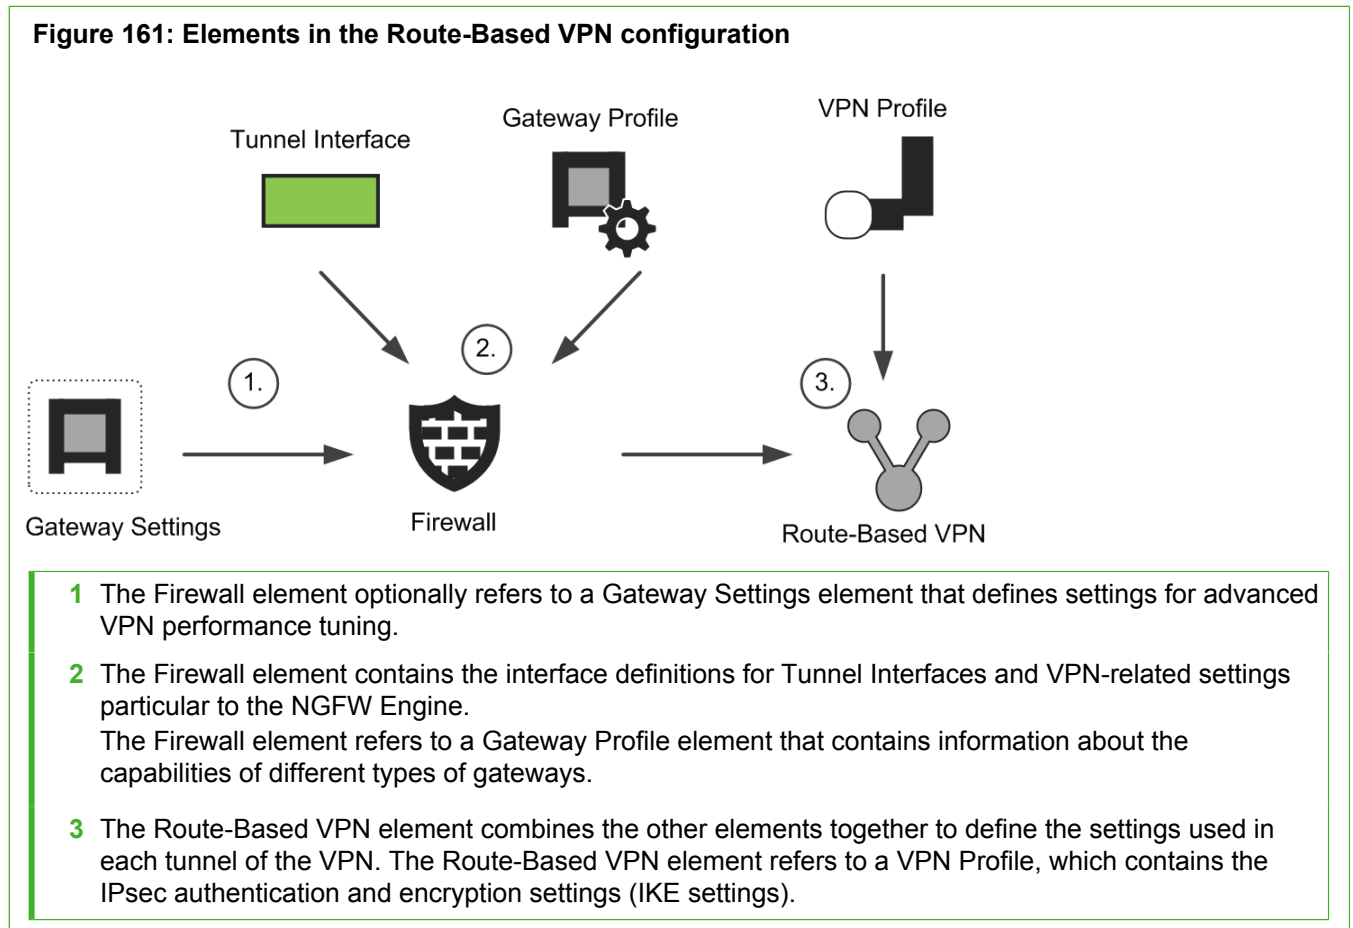 Figure 161: Elements in the Route-Based VPN configuration
Tunnel Interface
Gateway Profile
VPN Profile
1.
2.
3.
Gateway Settings
Firewall
Route-Based VPN
1 The Firewall element optionally refers to a Gateway Settings element that defines settings for advanced
VPN performance tuning.
2 The Firewall element contains the interface definitions for Tunnel Interfaces and VPN-related settings
particular to the NGFW Engine.
The Firewall element refers to a Gateway Profile element that contains information about the
capabilities of different types of gateways.
3 The Route-Based VPN element combines the other elements together to define the settings used in
each tunnel of the VPN. The Route-Based VPN element refers to a VPN Profile, which contains the
IPsec authentication and encryption settings (IKE settings).